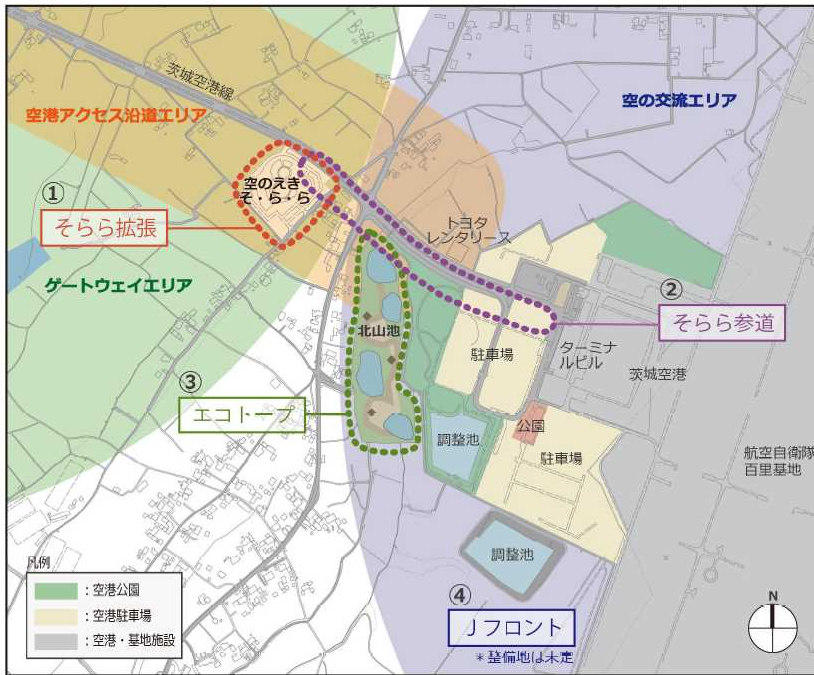 茨城空港線
空港アクセス沿道エリア
空の交流エリア
空のえき
そ・ら・ら
①
そらら拡張
トヨタ
レンタリース
ゲートウェイエリア
②
そらら参道
北山池
駐車場
ターミナ
ルビル
茨城空港
③
エコトープ
公園
調整池
駐車場
航空自衛隊
百里基地
調整池
④
Jフロント
*整備地は未定
凡例
：空港公園
：空港駐車場
：空港・基地施設
N